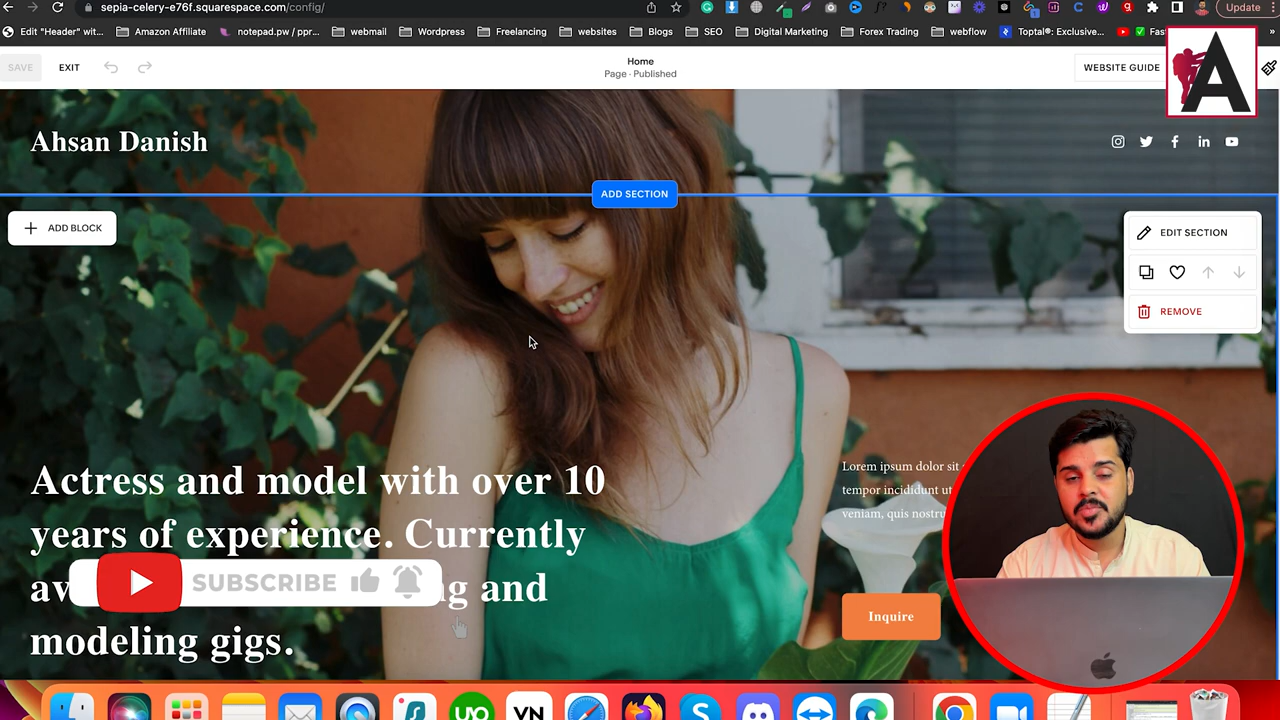 sepia-celery-e76f.squarespace.com/config/
Update
Edit "Header" wit...
Amazon Affiliate
notepad.pw / ppr...
webmail
Wordpress
Freelancing
websites
Blogs
SEO
Digital Marketing
Forex Trading
webflow
Toptal®: Exclusive...
SAVE
EXIT
Home
Page · Published
WEBSITE GUIDE
A
Ahsan Danish
ADD SECTION
ADD BLOCK
EDIT SECTION
REMOVE
Actress and model with over 10
years of experience. Currently
and
modeling gigs.
SUBSCRIBE
Lorem ipsum dolor sit
tempor incididunt ut
veniam, quis nostru
Inquire
VN